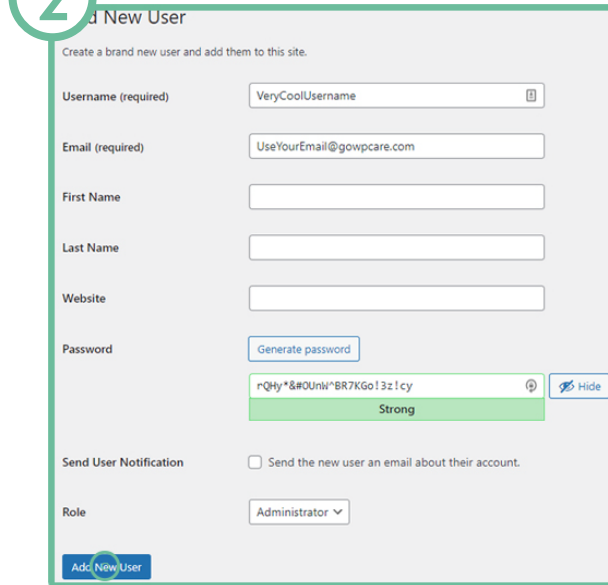 2
d New User
Create a brand new user and add them to this site.
Username (required)
VeryCoolUsername
Email (required)
UseYourEmail@gowpcare.com
First Name
Last Name
Website
Password
Generate password
rQHy*&#OUnW^BR7KGo!3z!cy
Hide
Strong
Send User Notification
Send the new user an email about their account.
Role
Administrator
Add New User